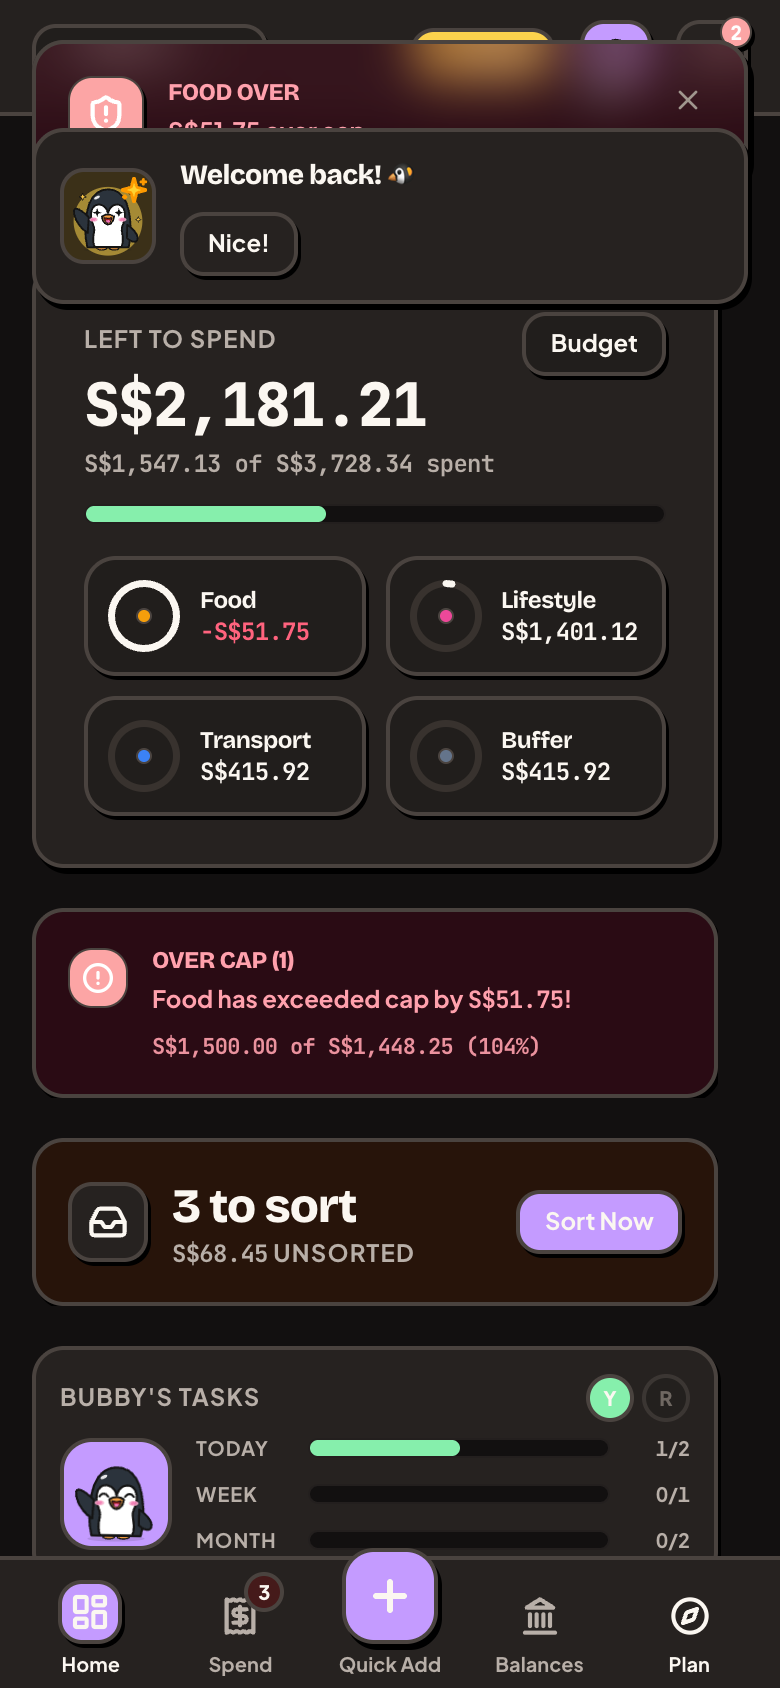 2
FOOD OVER
S$51.75 over cap
Welcome back!
Nice!
LEFT TO SPEND
Budget
S$2,181.21
S$1,547.13 of S$3,728.34 spent
Food
-S$51.75
Lifestyle
S$1,401.12
Transport
S$415.92
Buffer
S$415.92
OVER CAP (1)
Food has exceeded cap by S$51.75!
S$1,500.00 of S$1,448.25 (104%)
3 to sort
S$68.45 UNSORTED
Sort Now
BUBBY'S TASKS
Y
R
TODAY
1/2
WEEK
0/1
MONTH
0/2
3
Home
Spend
Quick Add
Balances
Plan